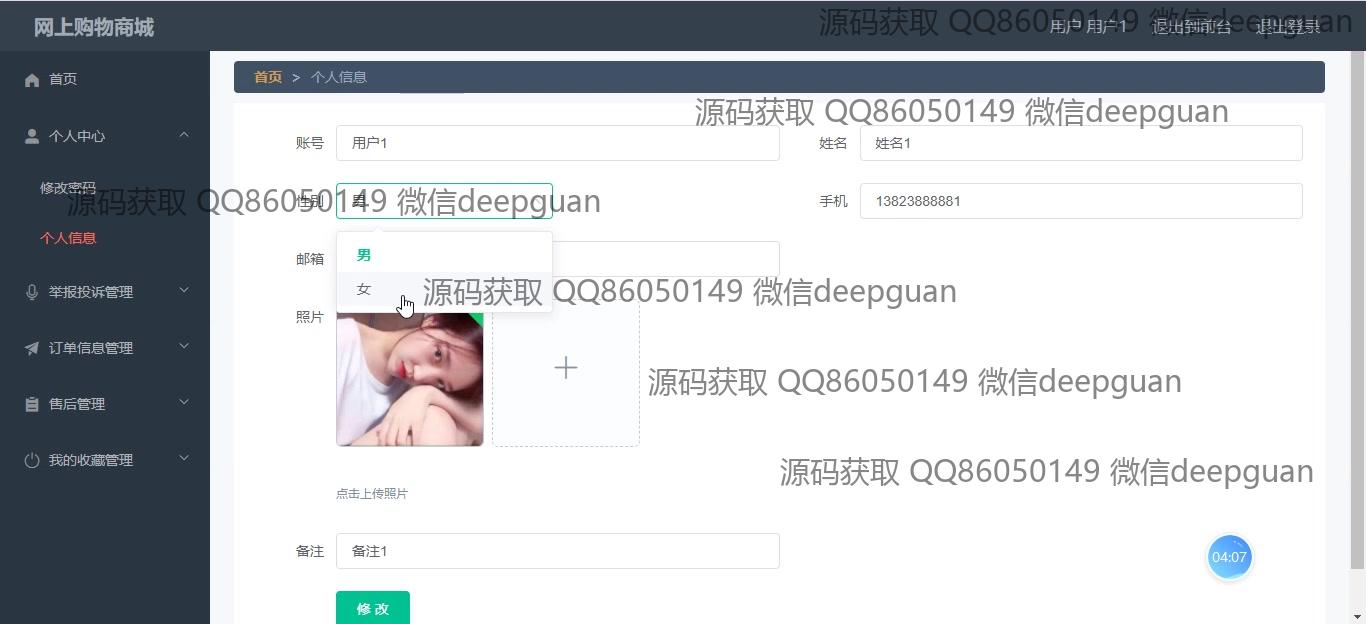 网上购物商城
用户 用户1 退出到前台 退出登录
源码获取 QQ86050149 微信deepguan
首页
首页 > 个人信息
源码获取 QQ86050149 微信deepguan
个人中心
账号 用户1 姓名 姓名1
修改密码
性别 男 手机 13823888881
源码获取 QQ86050149 微信deepguan
个人信息
邮箱
男
女
源码获取 QQ86050149 微信deepguan
举报投诉管理
照片
订单信息管理
源码获取 QQ86050149 微信deepguan
售后管理
我的收藏管理
源码获取 QQ86050149 微信deepguan
点击上传照片
备注 备注1
04:07
修 改